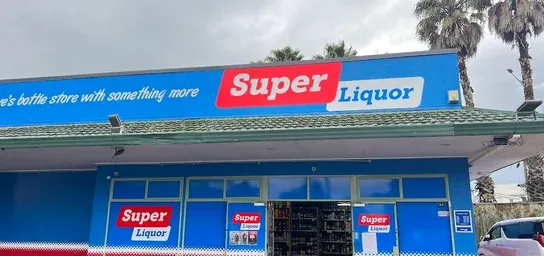 e's bottle store with something more
Super
Liquor
Super
Liquor
Super
Liquor
Super
Liquor